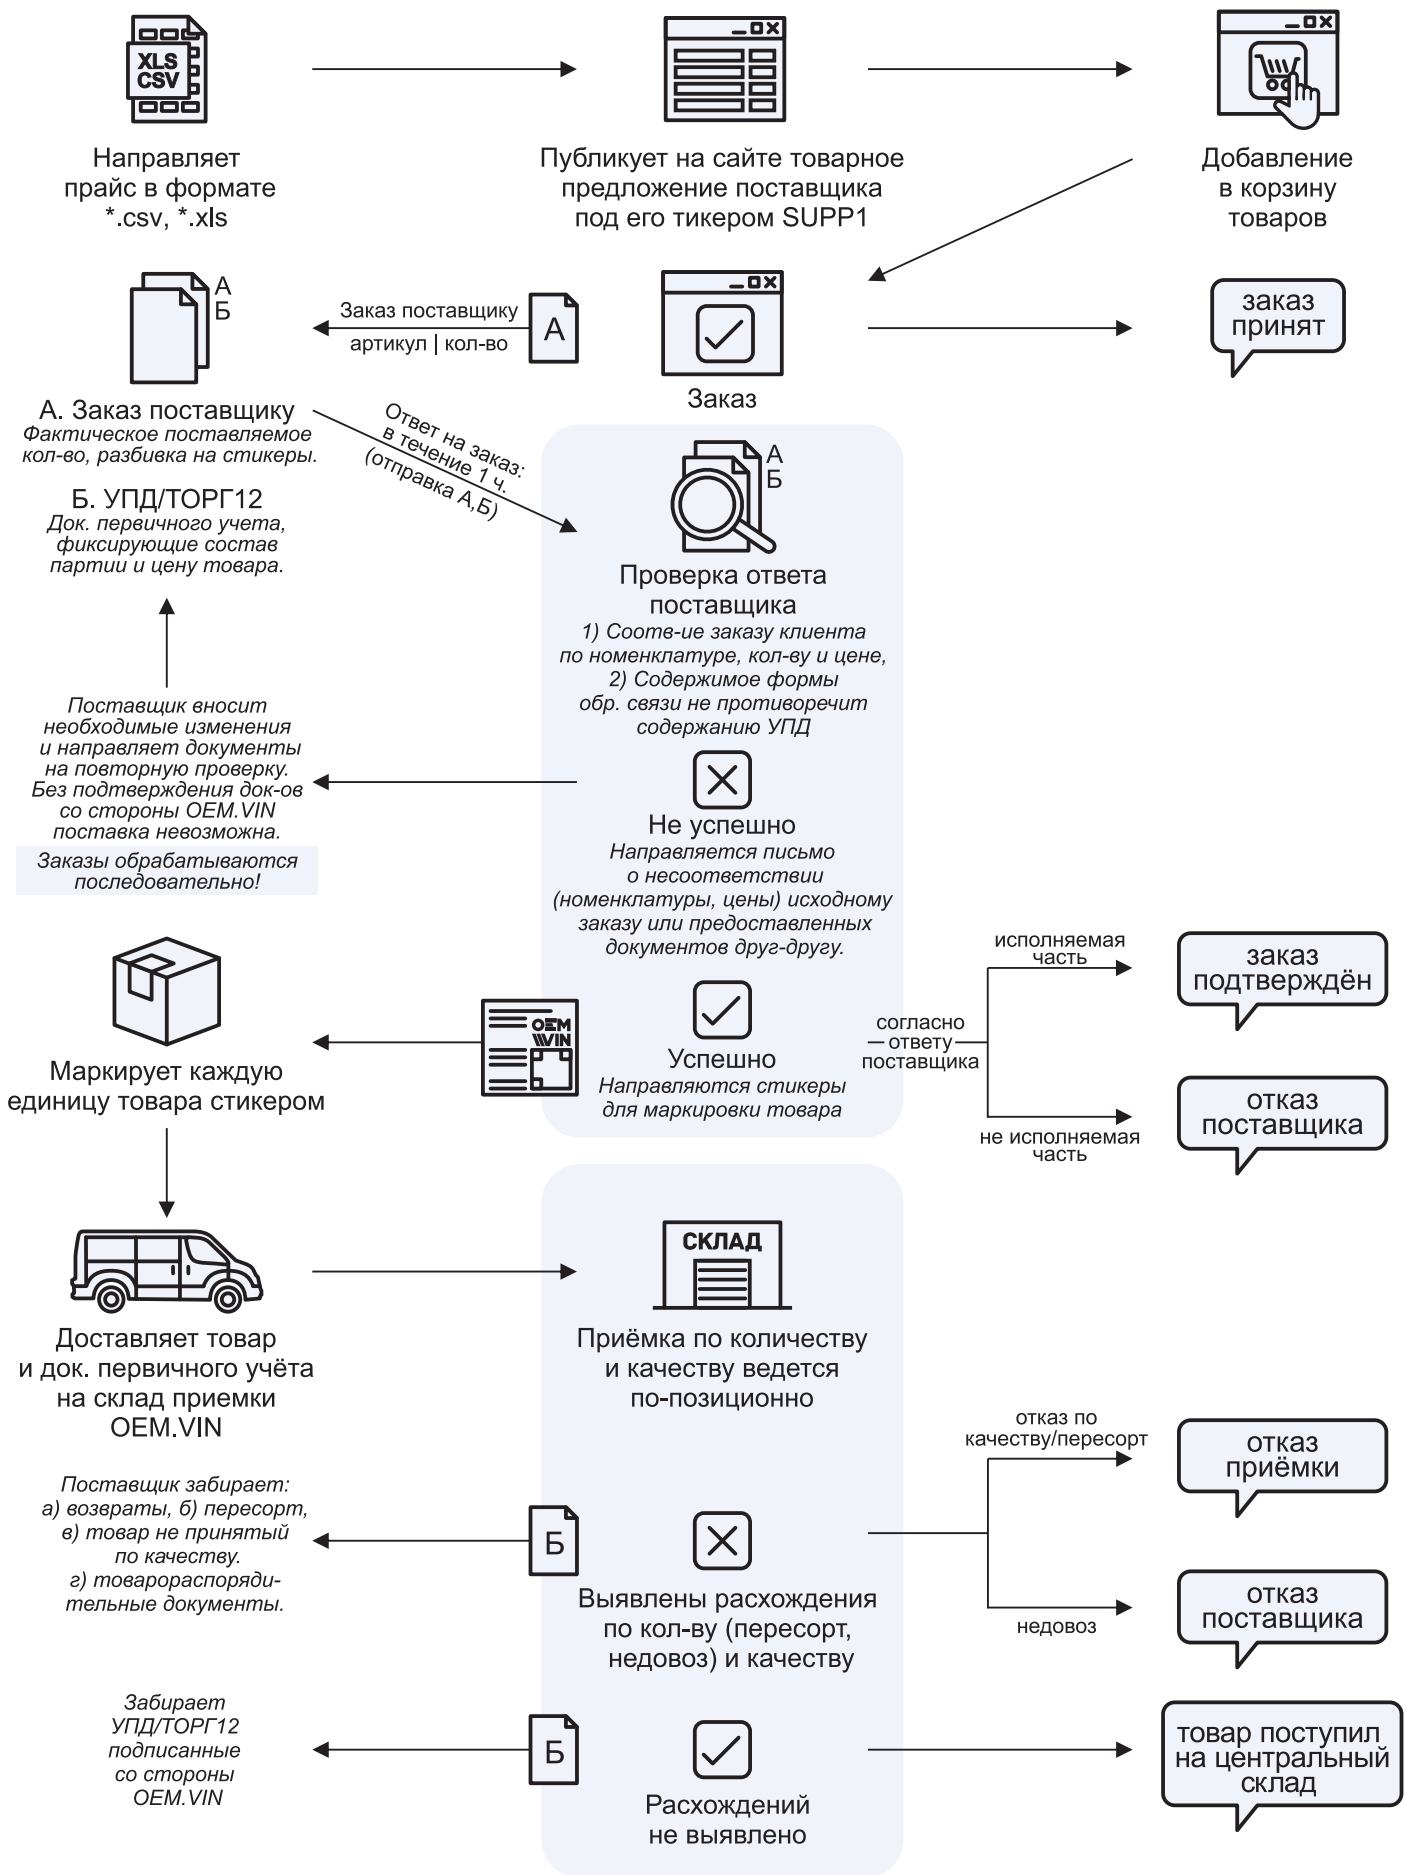 XLS
CSV
Направляет
прайс в формате
*.csv, *.xls
Публикует на сайте товарное
предложение поставщика
под его тикером SUPP1
Добавление
в корзину
товаров
А
Б
Заказ поставщику
артикул | кол-во
А
Заказ
заказ
принят
А. Заказ поставщику
Фактическое поставляемое
кол-во, разбивка на стикеры.
Б. УПД/ТОРГ12
Док. первичного учета,
фиксирующие состав
партии и цену товара.
Ответ на заказ:
в течение 1 ч.
(отправка А,Б)
А
Б
Проверка ответа
поставщика
1) Соотв-ие заказу клиента
по номенклатуре, кол-ву и цене,
2) Содержимое формы
обр. связи не противоречит
содержанию УПД
Поставщик вносит
необходимые изменения
и направляет документы
на повторную проверку.
Без подтверждения док-ов
со стороны OEM.VIN
поставка невозможна.
Заказы обрабатываются
последовательно!
Не успешно
Направляется письмо
о несоответствии
(номенклатуры, цены) исходному
заказу или предоставленных
документов друг-другу.
Маркирует каждую
единицу товара стикером
OEM
VIN
Успешно
Направляются стикеры
для маркировки товара
согласно
ответу
поставщика
исполняемая
часть
заказ
подтверждён
не исполняемая
часть
отказ
поставщика
Доставляет товар
и док. первичного учёта
на склад приемки
OEM.VIN
СКЛАД
Приёмка по количеству
и качеству ведется
по-позиционно
Поставщик забирает:
а) возвраты, б) пересорт,
в) товар не принятый
по качеству.
г) товарораспоряди-
тельные документы.
Б
Выявлены расхождения
по кол-ву (пересорт,
недовоз) и качеству
отказ по
качеству/пересорт
отказ
приёмки
недовоз
отказ
поставщика
Забирает
УПД/ТОРГ12
подписанные
со стороны
OEM.VIN
Б
Расхождений
не выявлено
товар поступил
на центральный
склад